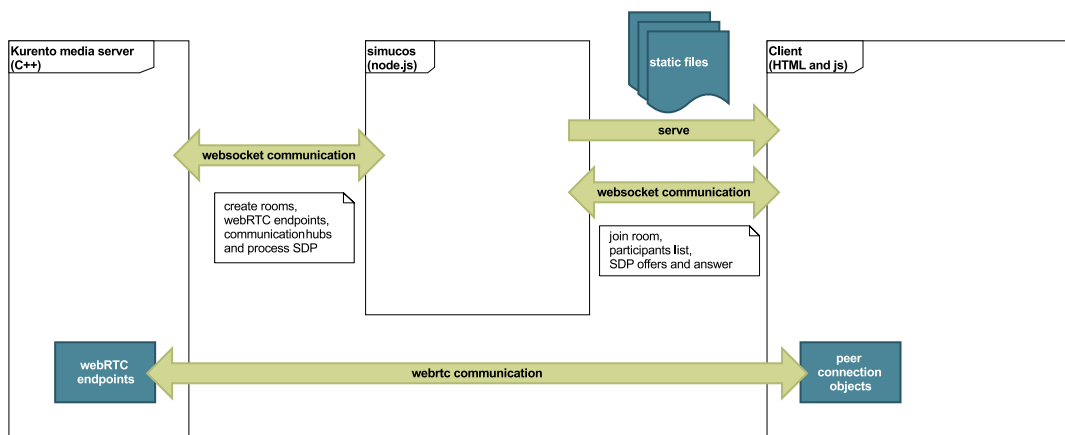 Kurento media server
(C++)
simucos
(node.js)
static files
Client
(HTML and js)
serve
websocket communication
websocket communication
create rooms,
webRTC endpoints,
communication hubs
and process SDP
join room,
participants list,
SDP offers and answer
webRTC
endpoints
webrtc communication
peer
connection
objects